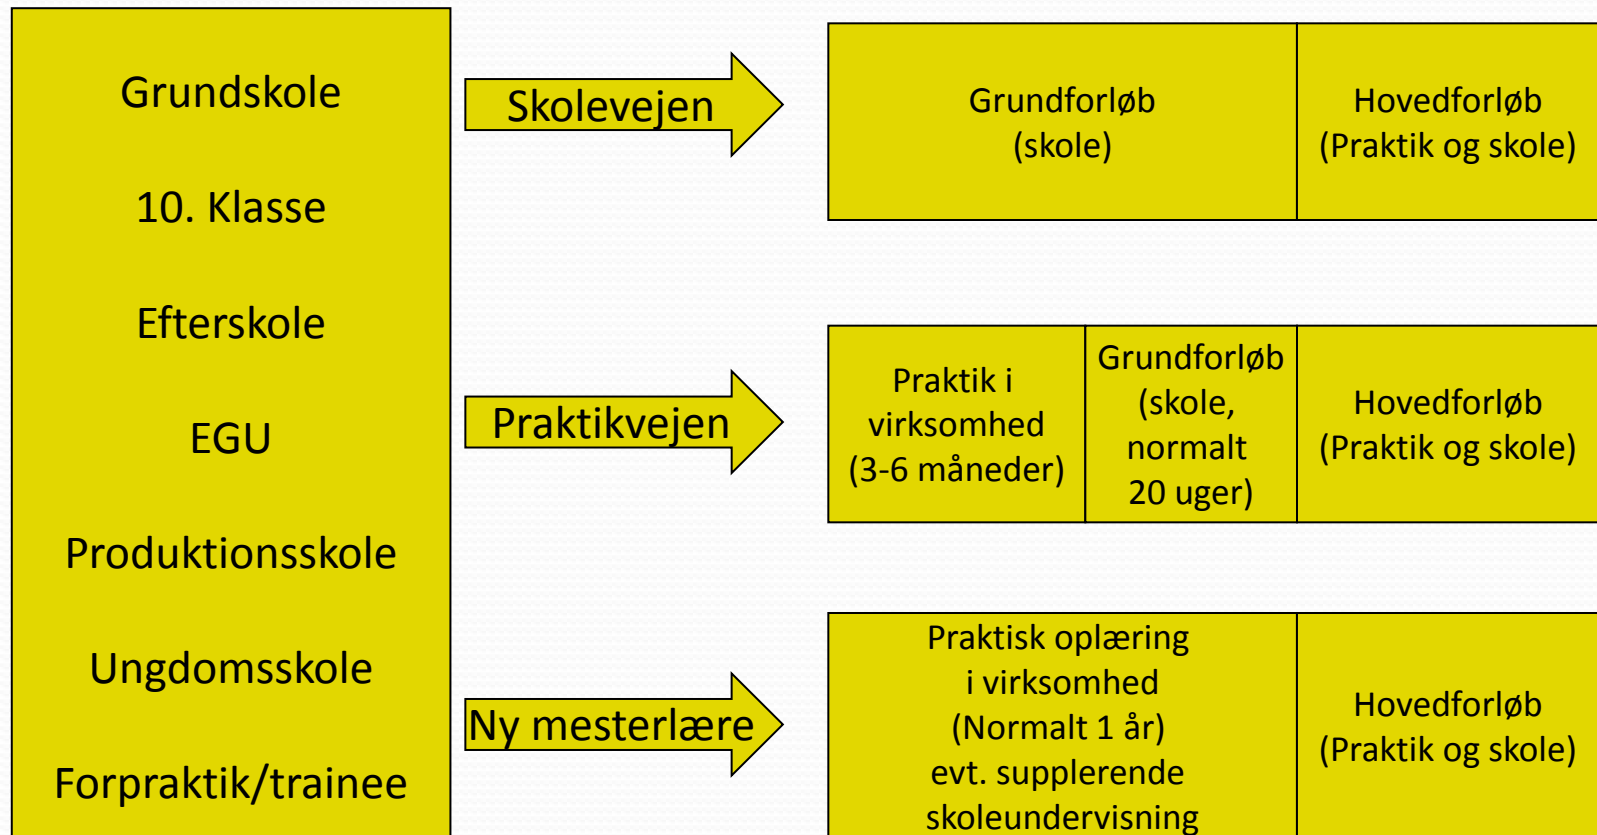 Grundskole
10. Klasse
Efterskole
EGU
Produktionsskole
Ungdomsskole
Forpraktik/trainee
Skolevejen
Grundforløb
(skole)
Hovedforløb
(Praktik og skole)
Praktikvejen
Praktik i
virksomhed
(3-6 måneder)
Grundforløb
(skole,
normalt
20 uger)
Hovedforløb
(Praktik og skole)
Ny mesterlære
Praktisk oplæring
i virksomhed
(Normalt 1 år)
evt. supplerende
skoleundervisning
Hovedforløb
(Praktik og skole)